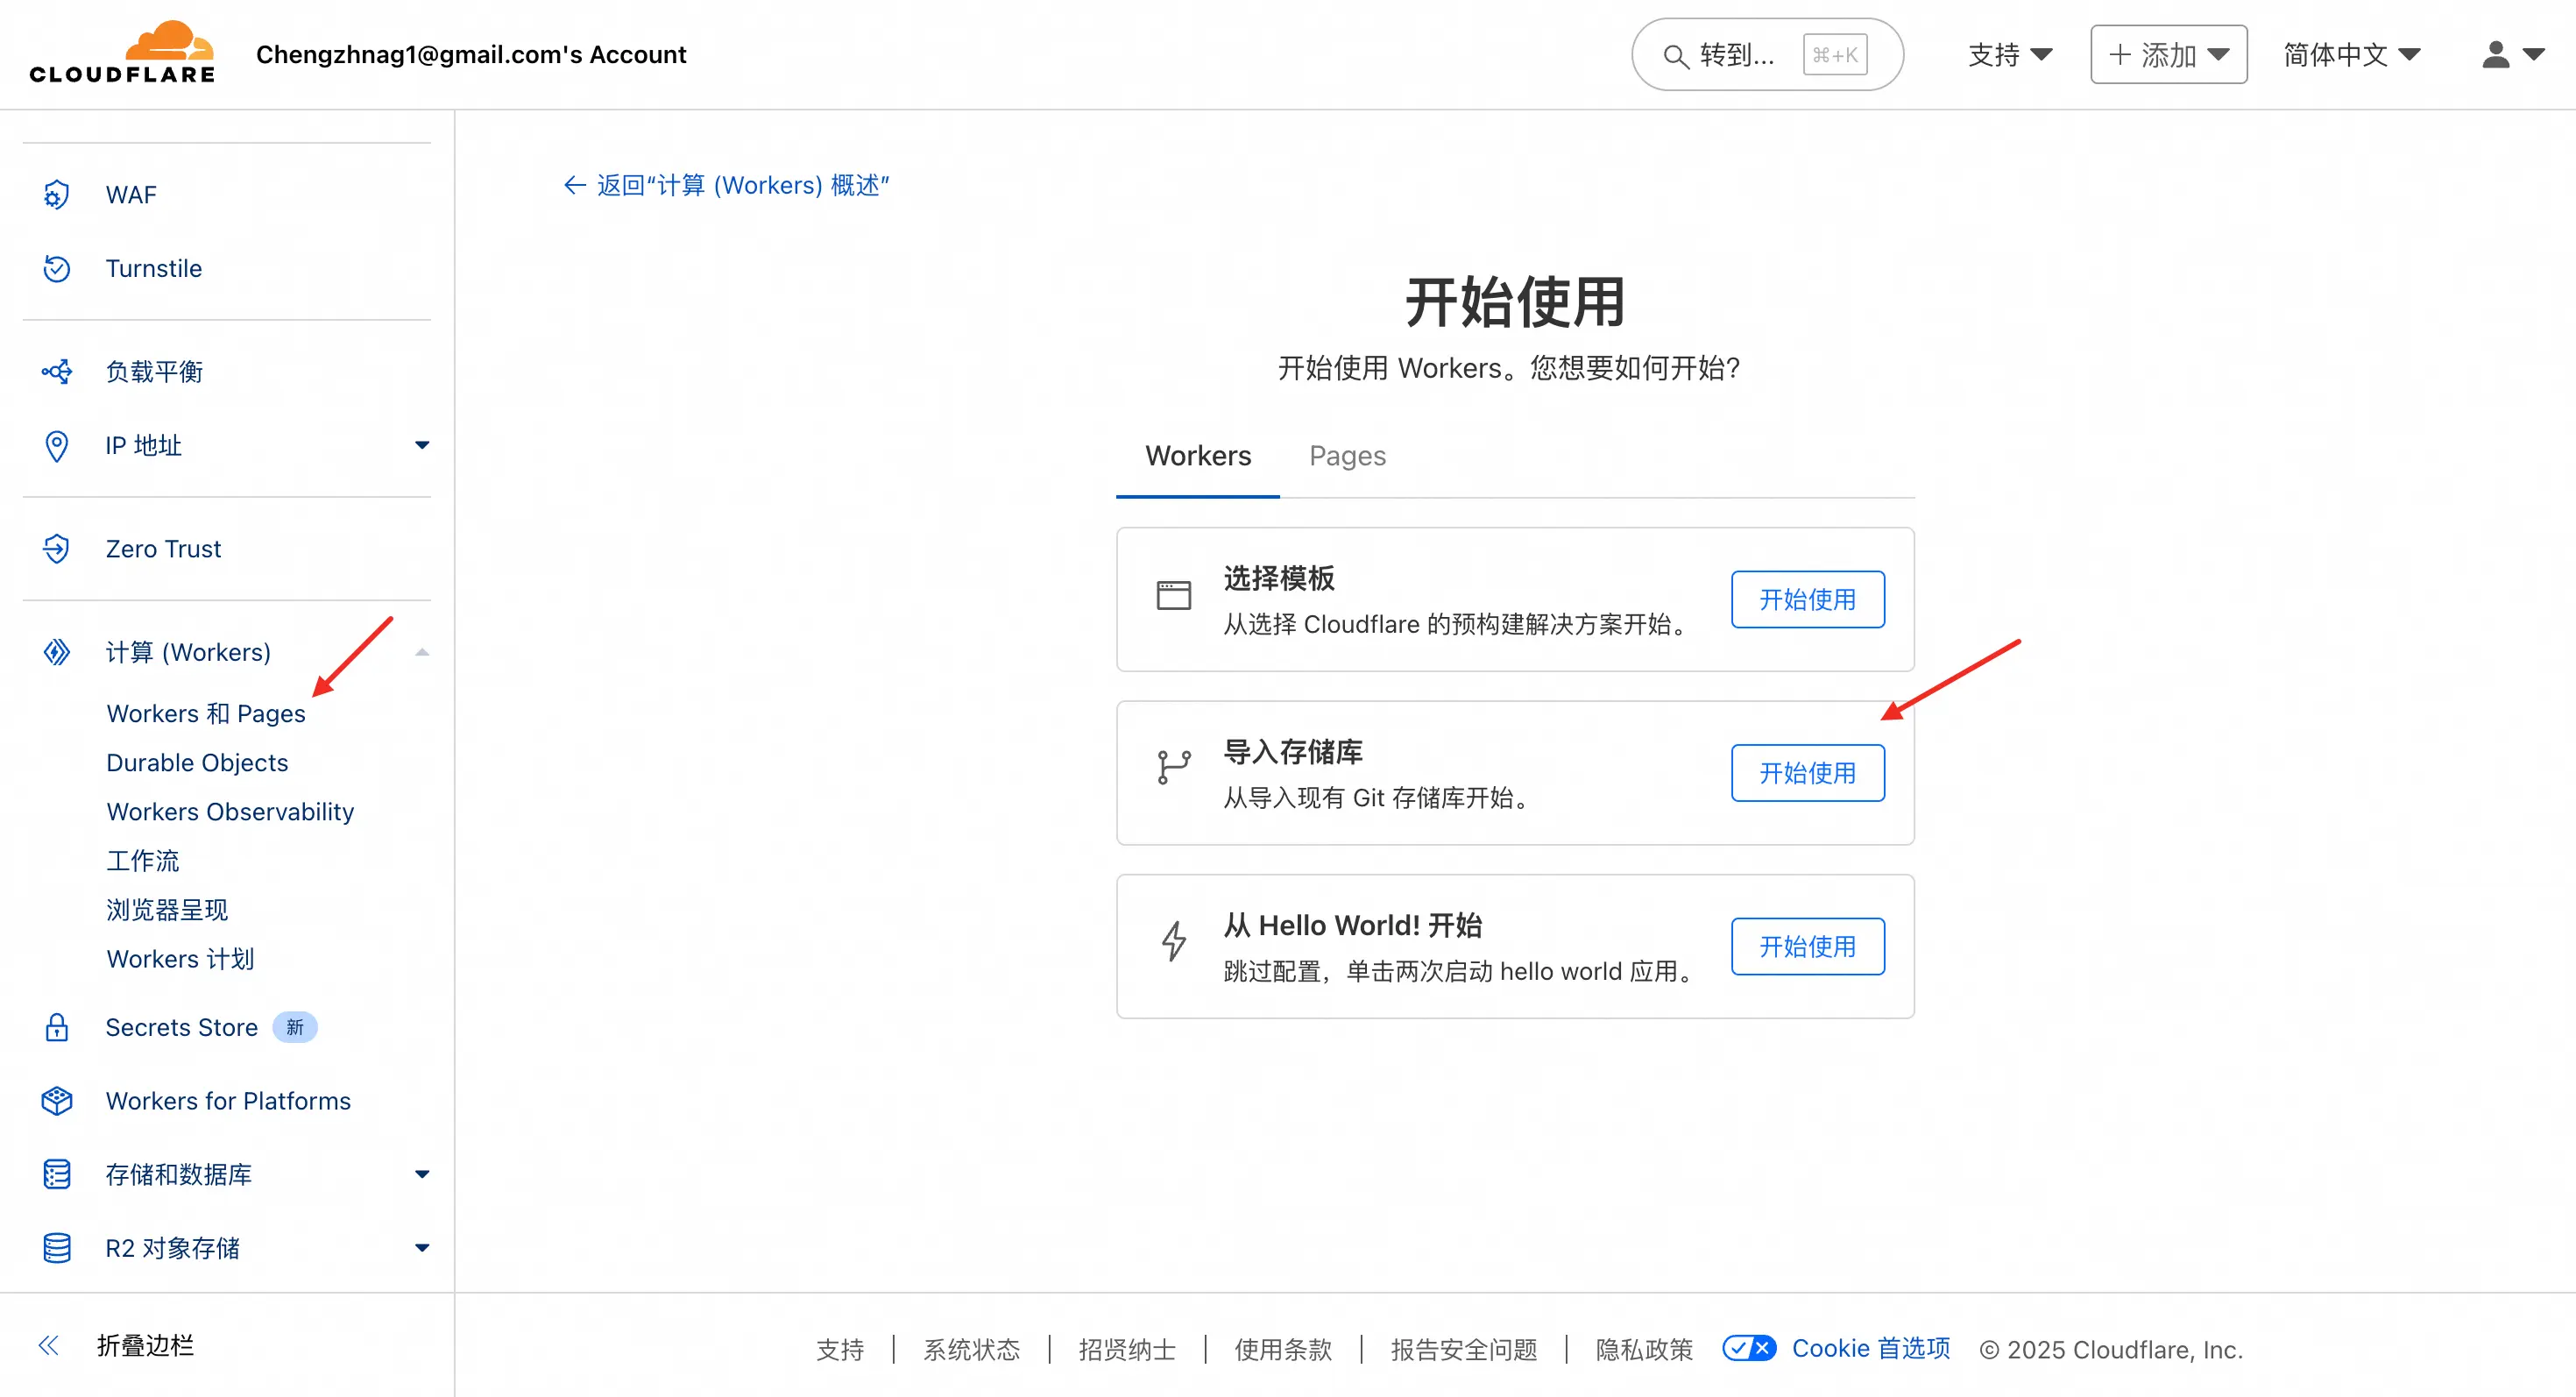 CLOUDFLARE
Chengzhnag1@gmail.com's Account
转到... ⌘+K
支持
+ 添加
简体中文
WAF
Turnstile
负载平衡
IP 地址
Zero Trust
计算 (Workers)
Workers 和 Pages
Durable Objects
Workers Observability
工作流
浏览器呈现
Workers 计划
Secrets Store 新
Workers for Platforms
存储和数据库
R2 对象存储
折叠边栏
← 返回“计算 (Workers) 概述”
开始使用
开始使用 Workers。您想要如何开始?
Workers Pages
选择模板
从选择 Cloudflare 的预构建解决方案开始。
开始使用
导入存储库
从导入现有 Git 存储库开始。
开始使用
从 Hello World! 开始
跳过配置，单击两次启动 hello world 应用。
开始使用
支持 | 系统状态 | 招贤纳士 | 使用条款 | 报告安全问题 | 隐私政策 Cookie 首选项 © 2025 Cloudflare, Inc.